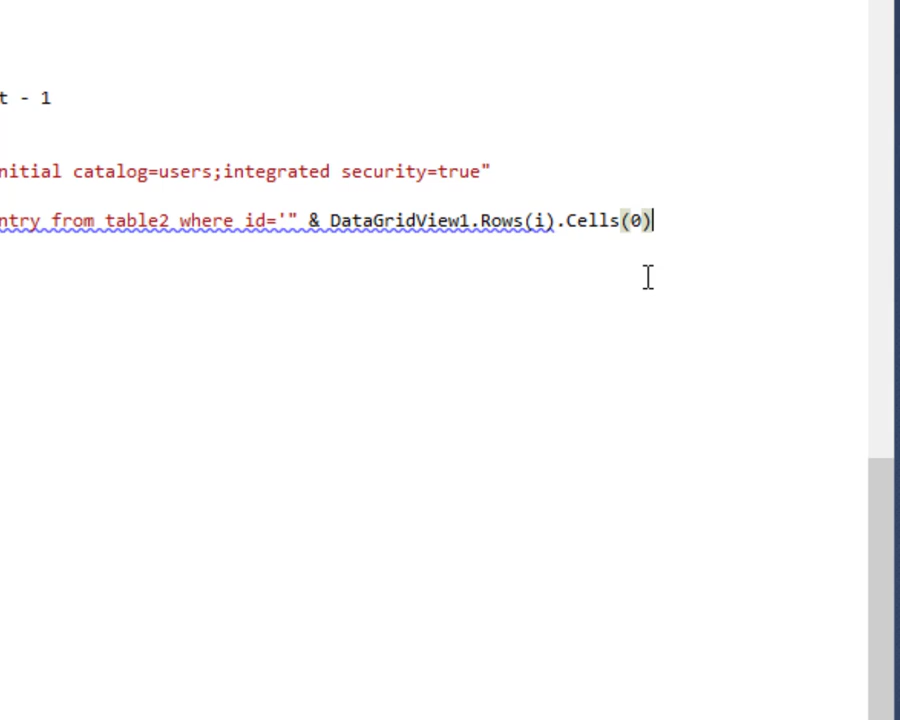 t - 1
nitial catalog=users;integrated security=true"
ntry from table2 where id='" & DataGridView1.Rows(i).Cells(0)